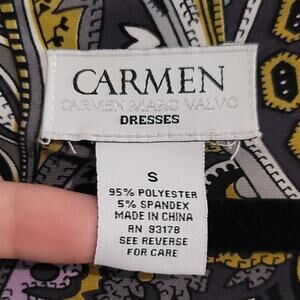 CARMEN
CARMEN MARC VALVO
DRESSES
S
95% POLYESTER
5% SPANDEX
MADE IN CHINA
RN 93178
SEE REVERSE
FOR CARE